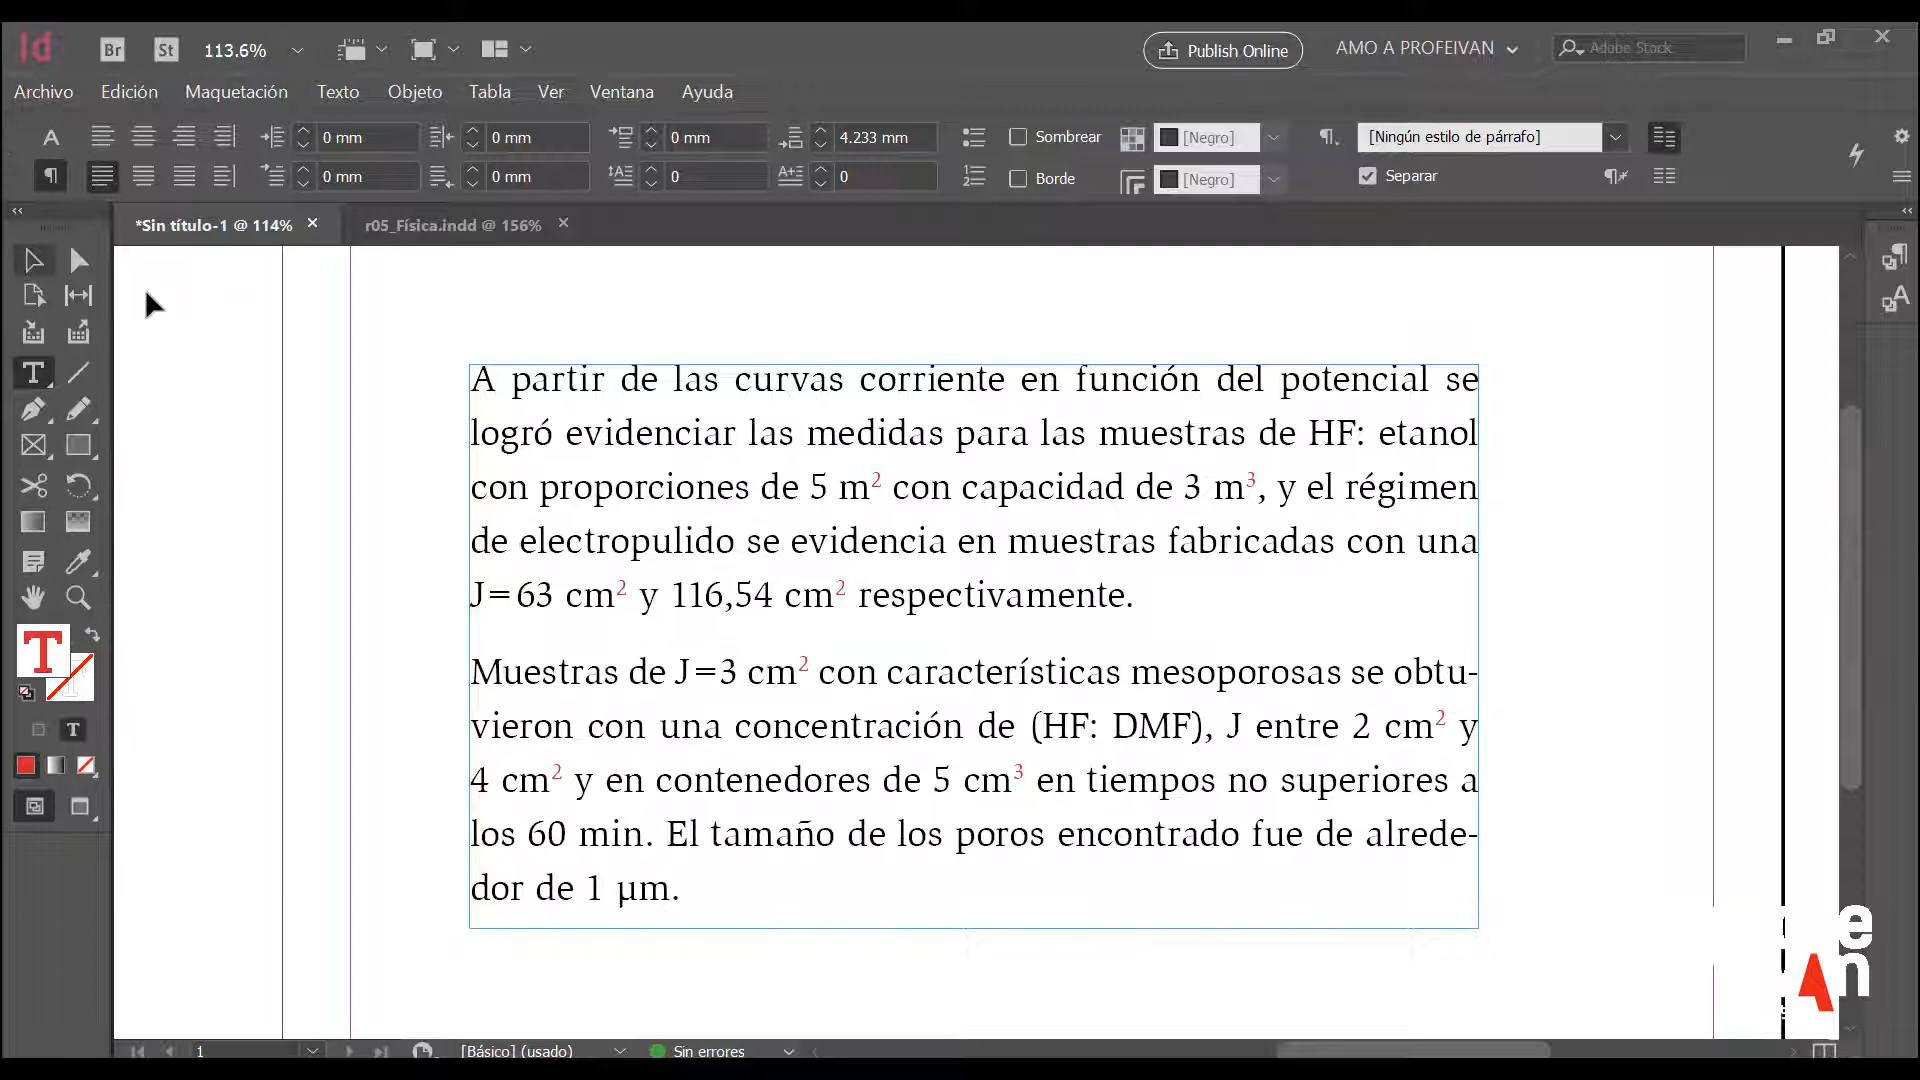 Id Br St 113.6% Publish Online AMO A PROFEIVAN Adobe Stock
Archivo Edición Maquetación Texto Objeto Tabla Ver Ventana Ayuda
A 0 mm 0 mm 0 mm 4.233 mm Sombrear [Negro] ¶. [Ningún estilo de párrafo]
¶ 0 mm 0 mm 0 0 Borde [Negro] Separar
*Sin título-1 @ 114% × r05_Física.indd @ 156% ×
A partir de las curvas corriente en función del potencial se
logró evidenciar las medidas para las muestras de HF: etanol
con proporciones de 5 m² con capacidad de 3 m³, y el régimen
de electropulido se evidencia en muestras fabricadas con una
J=63 cm² y 116,54 cm² respectivamente.
Muestras de J=3 cm² con características mesoporosas se obtu-
vieron con una concentración de (HF: DMF), J entre 2 cm² y
4 cm² y en contenedores de 5 cm³ en tiempos no superiores a
los 60 min. El tamaño de los poros encontrado fue de alrede-
dor de 1 µm.
1 [Básico] (usado) Sin errores